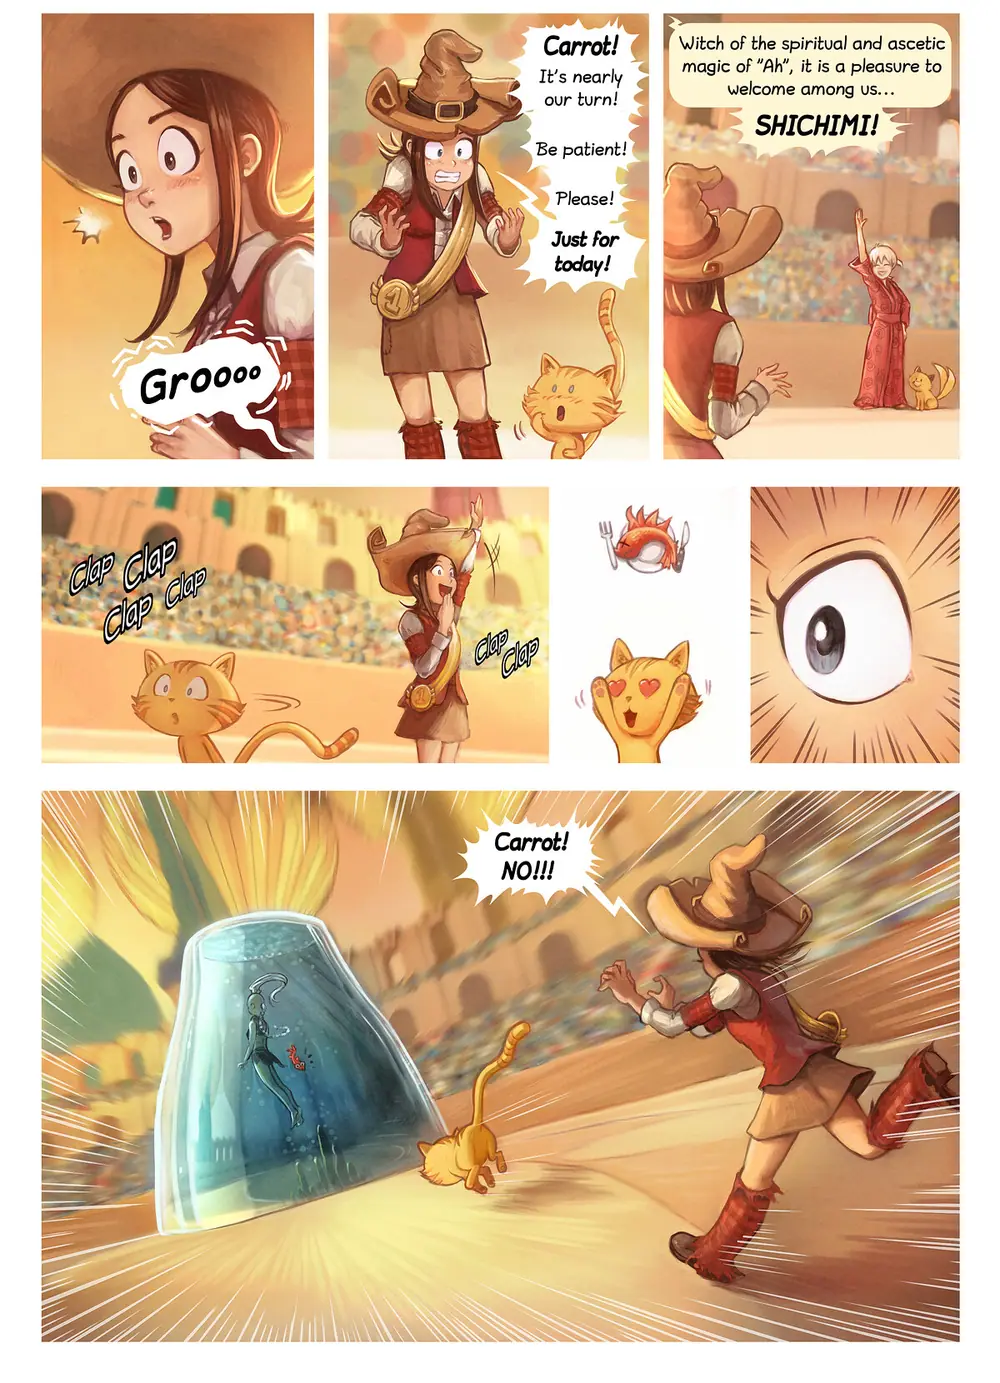 Groooo
Carrot!
It's nearly
our turn!
Be patient!
Please!
Just for
today!
Witch of the spiritual and ascetic
magic of "Ah", it is a pleasure to
welcome among us...
SHICHIMI!
Clap Clap
Clap Clap
Clap
Clap
Carrot!
NO!!!